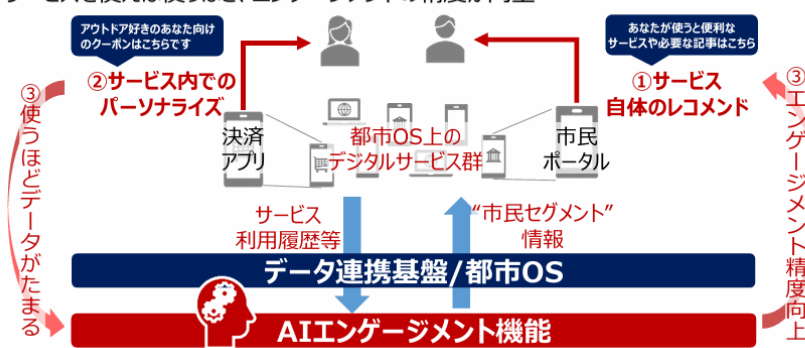 アウトドア好きのあなた向け
のクーポンはこちらです
あなたが使うと便利な
サービスや必要な記事はこちら
②サービス内での
パーソナライズ
①サービス
自体のレコメンド
③使うほどデータがたまる
③エンゲージメント精度向上
決済
アプリ
都市OS上の
デジタルサービス群
市民
ポータル
サービス
利用履歴等
“市民セグメント”
情報
データ連携基盤/都市OS
AIエンゲージメント機能